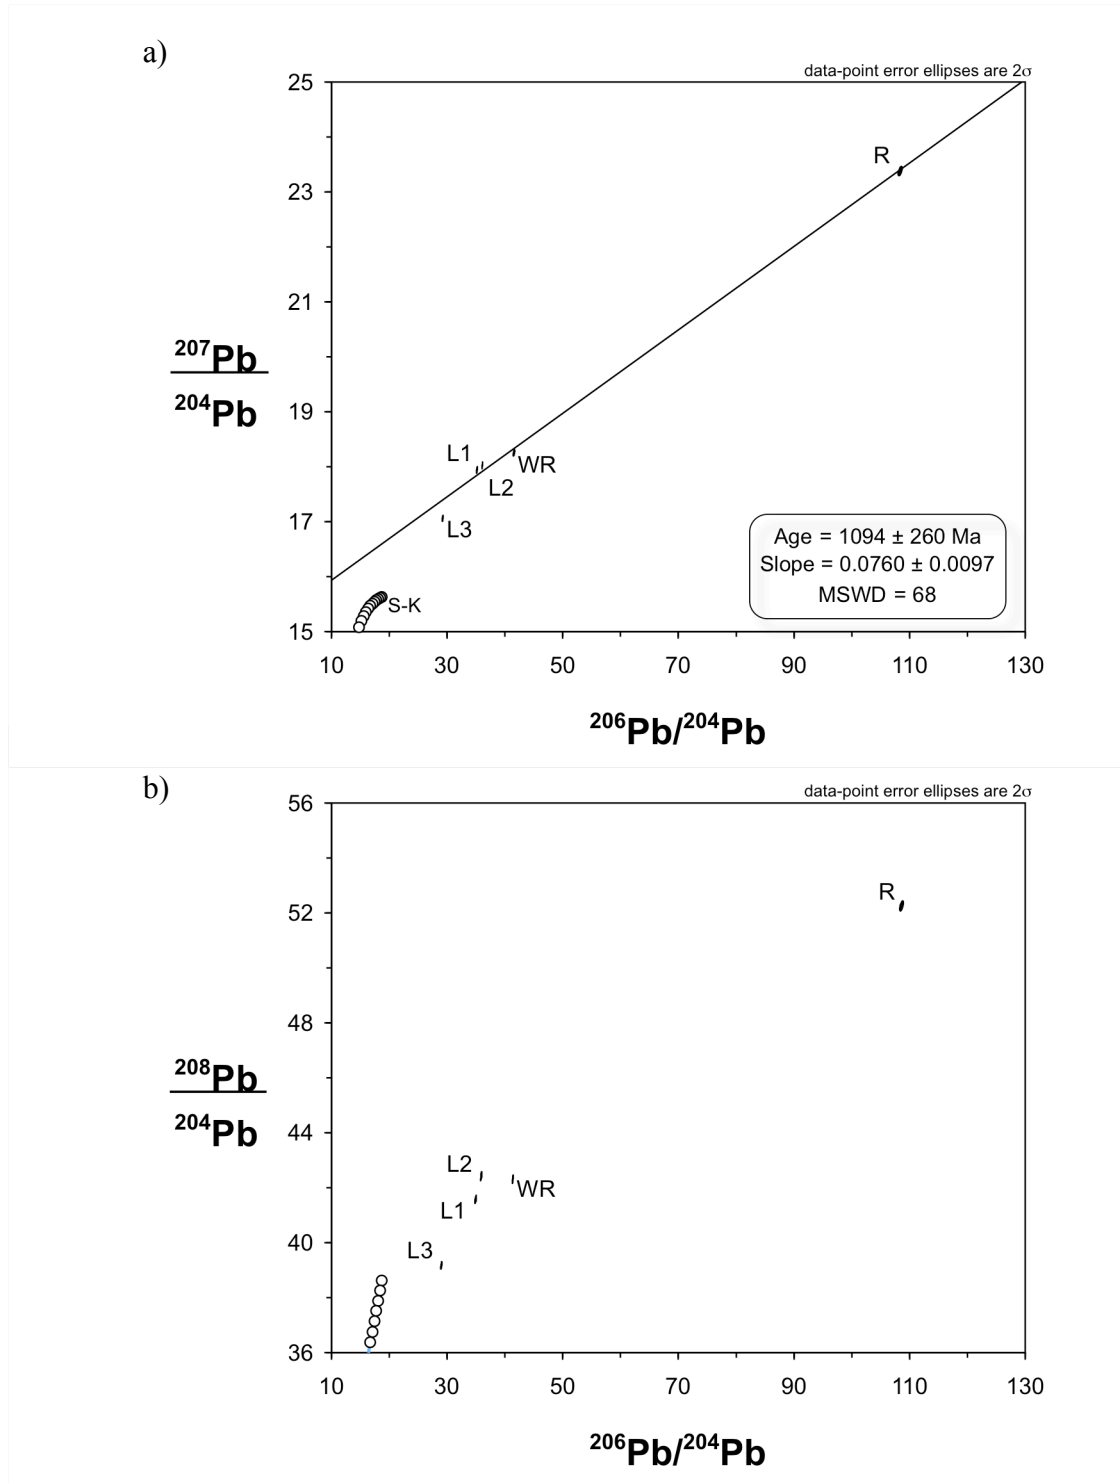 a)
data-point error ellipses are 2σ
25
23
21
19
17
15
207Pb
204Pb
R
L1
WR
L2
L3
S-K
Age = 1094 ± 260 Ma
Slope = 0.0760 ± 0.0097
MSWD = 68
10 30 50 70 90 110 130
206Pb/204Pb
b)
data-point error ellipses are 2σ
56
52
48
44
40
36
208Pb
204Pb
R
L2
WR
L1
L3
10 30 50 70 90 110 130
206Pb/204Pb